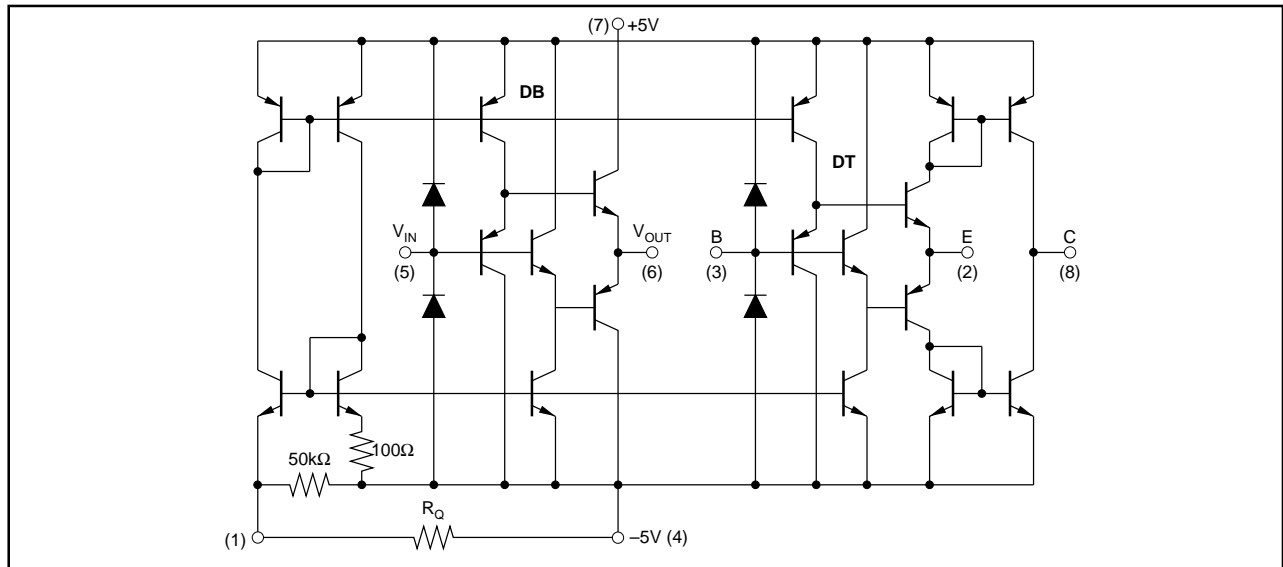 (7) +5V
DB
DT
V_IN
(5)
V_OUT
(6)
B
(3)
E
(2)
C
(8)
50kΩ
100Ω
R_Q
(1)
–5V (4)